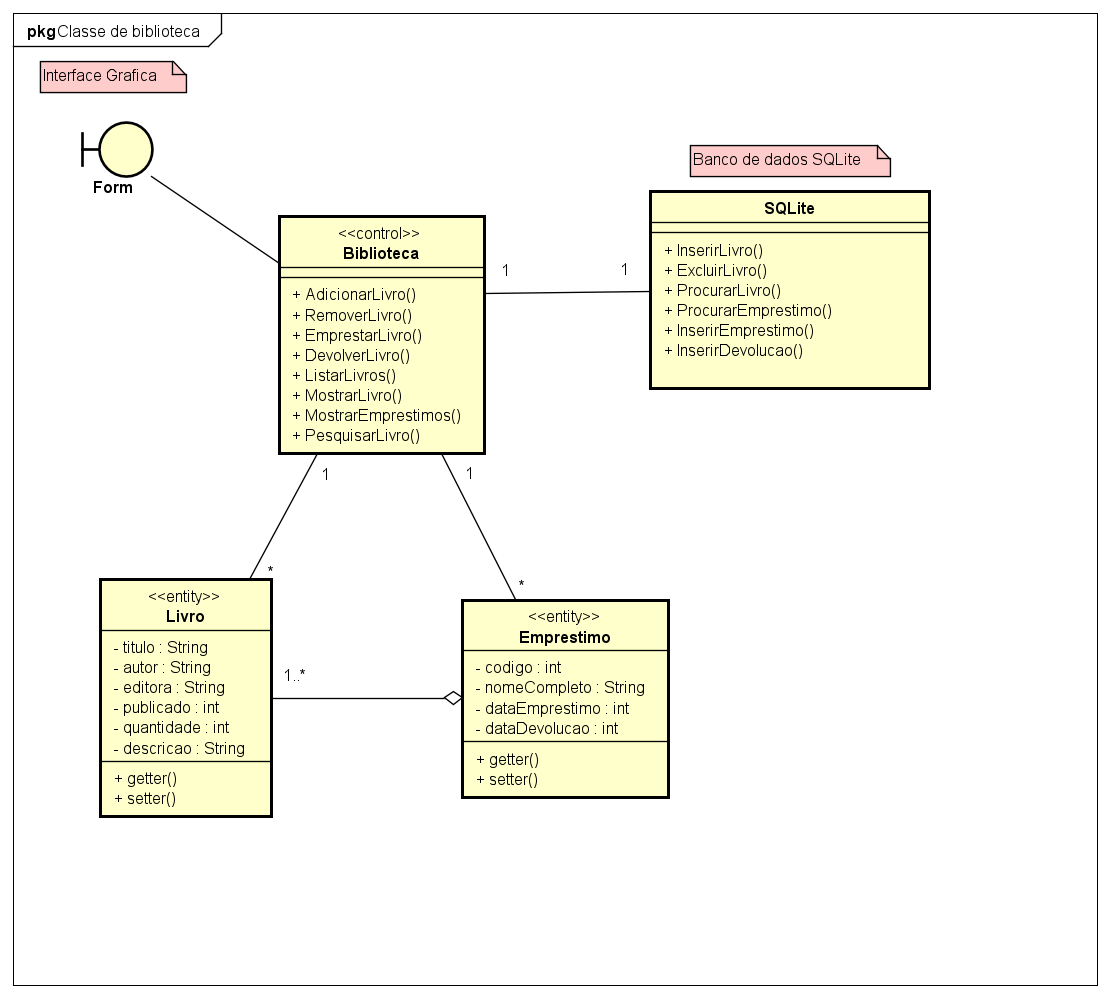 pkg Classe de biblioteca
Interface Grafica
Form
Banco de dados SQLite
SQLite
+ InserirLivro()
+ ExcluirLivro()
+ ProcurarLivro()
+ ProcurarEmprestimo()
+ InserirEmprestimo()
+ InserirDevolucao()
<<control>>
Biblioteca
+ AdicionarLivro()
+ RemoverLivro()
+ EmprestarLivro()
+ DevolverLivro()
+ ListarLivros()
+ MostrarLivro()
+ MostrarEmprestimos()
+ PesquisarLivro()
1
1
1
1
*
*
<<entity>>
Livro
- titulo : String
- autor : String
- editora : String
- publicado : int
- quantidade : int
- descricao : String
+ getter()
+ setter()
1..*
<<entity>>
Emprestimo
- codigo : int
- nomeCompleto : String
- dataEmprestimo : int
- dataDevolucao : int
+ getter()
+ setter()